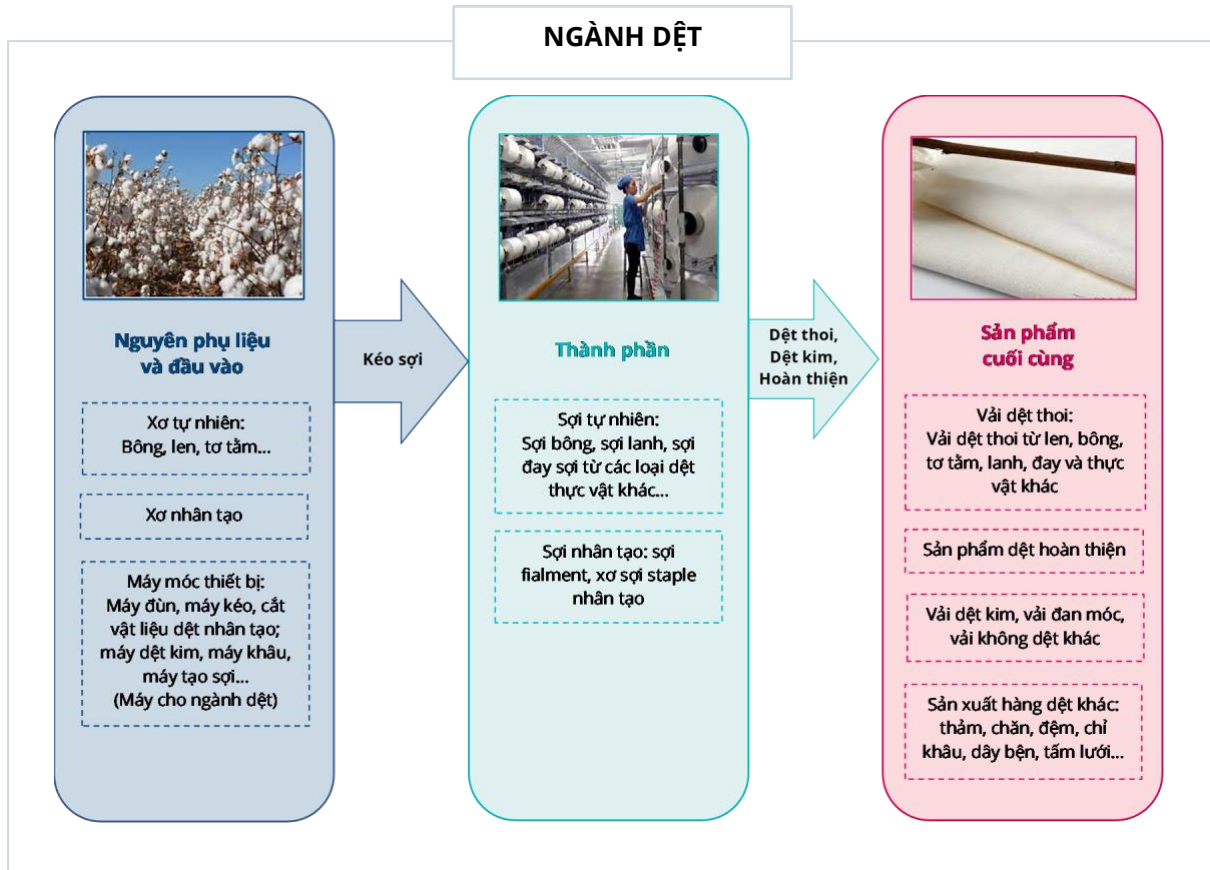 NGÀNH DỆT
Nguyên phụ liệu
và đầu vào
Xơ tự nhiên:
Bông, len, tơ tằm...
Xơ nhân tạo
Máy móc thiết bị:
Máy đùn, máy kéo, cắt
vật liệu dệt nhân tạo;
máy dệt kim, máy khâu,
máy tạo sợi...
(Máy cho ngành dệt)
Kéo sợi
Thành phần
Sợi tự nhiên:
Sợi bông, sợi lanh, sợi
đay sợi từ các loại dệt
thực vật khác...
Sợi nhân tạo: sợi
fialment, xơ sợi staple
nhân tạo
Dệt thoi,
Dệt kim,
Hoàn thiện
Sản phẩm
cuối cùng
Vải dệt thoi:
Vải dệt thoi từ len, bông,
tơ tằm, lanh, đay và thực
vật khác
Sản phẩm dệt hoàn thiện
Vải dệt kim, vải đan móc,
vải không dệt khác
Sản xuất hàng dệt khác:
thảm, chăn, đệm, chỉ
khâu, dây bện, tấm lưới...